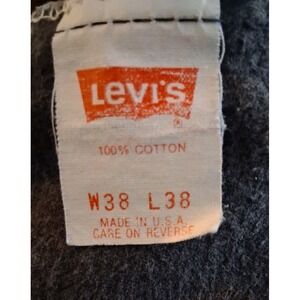 LEVI'S
®
100% COTTON
W38 L38
MADE IN U.S.A.
CARE ON REVERSE